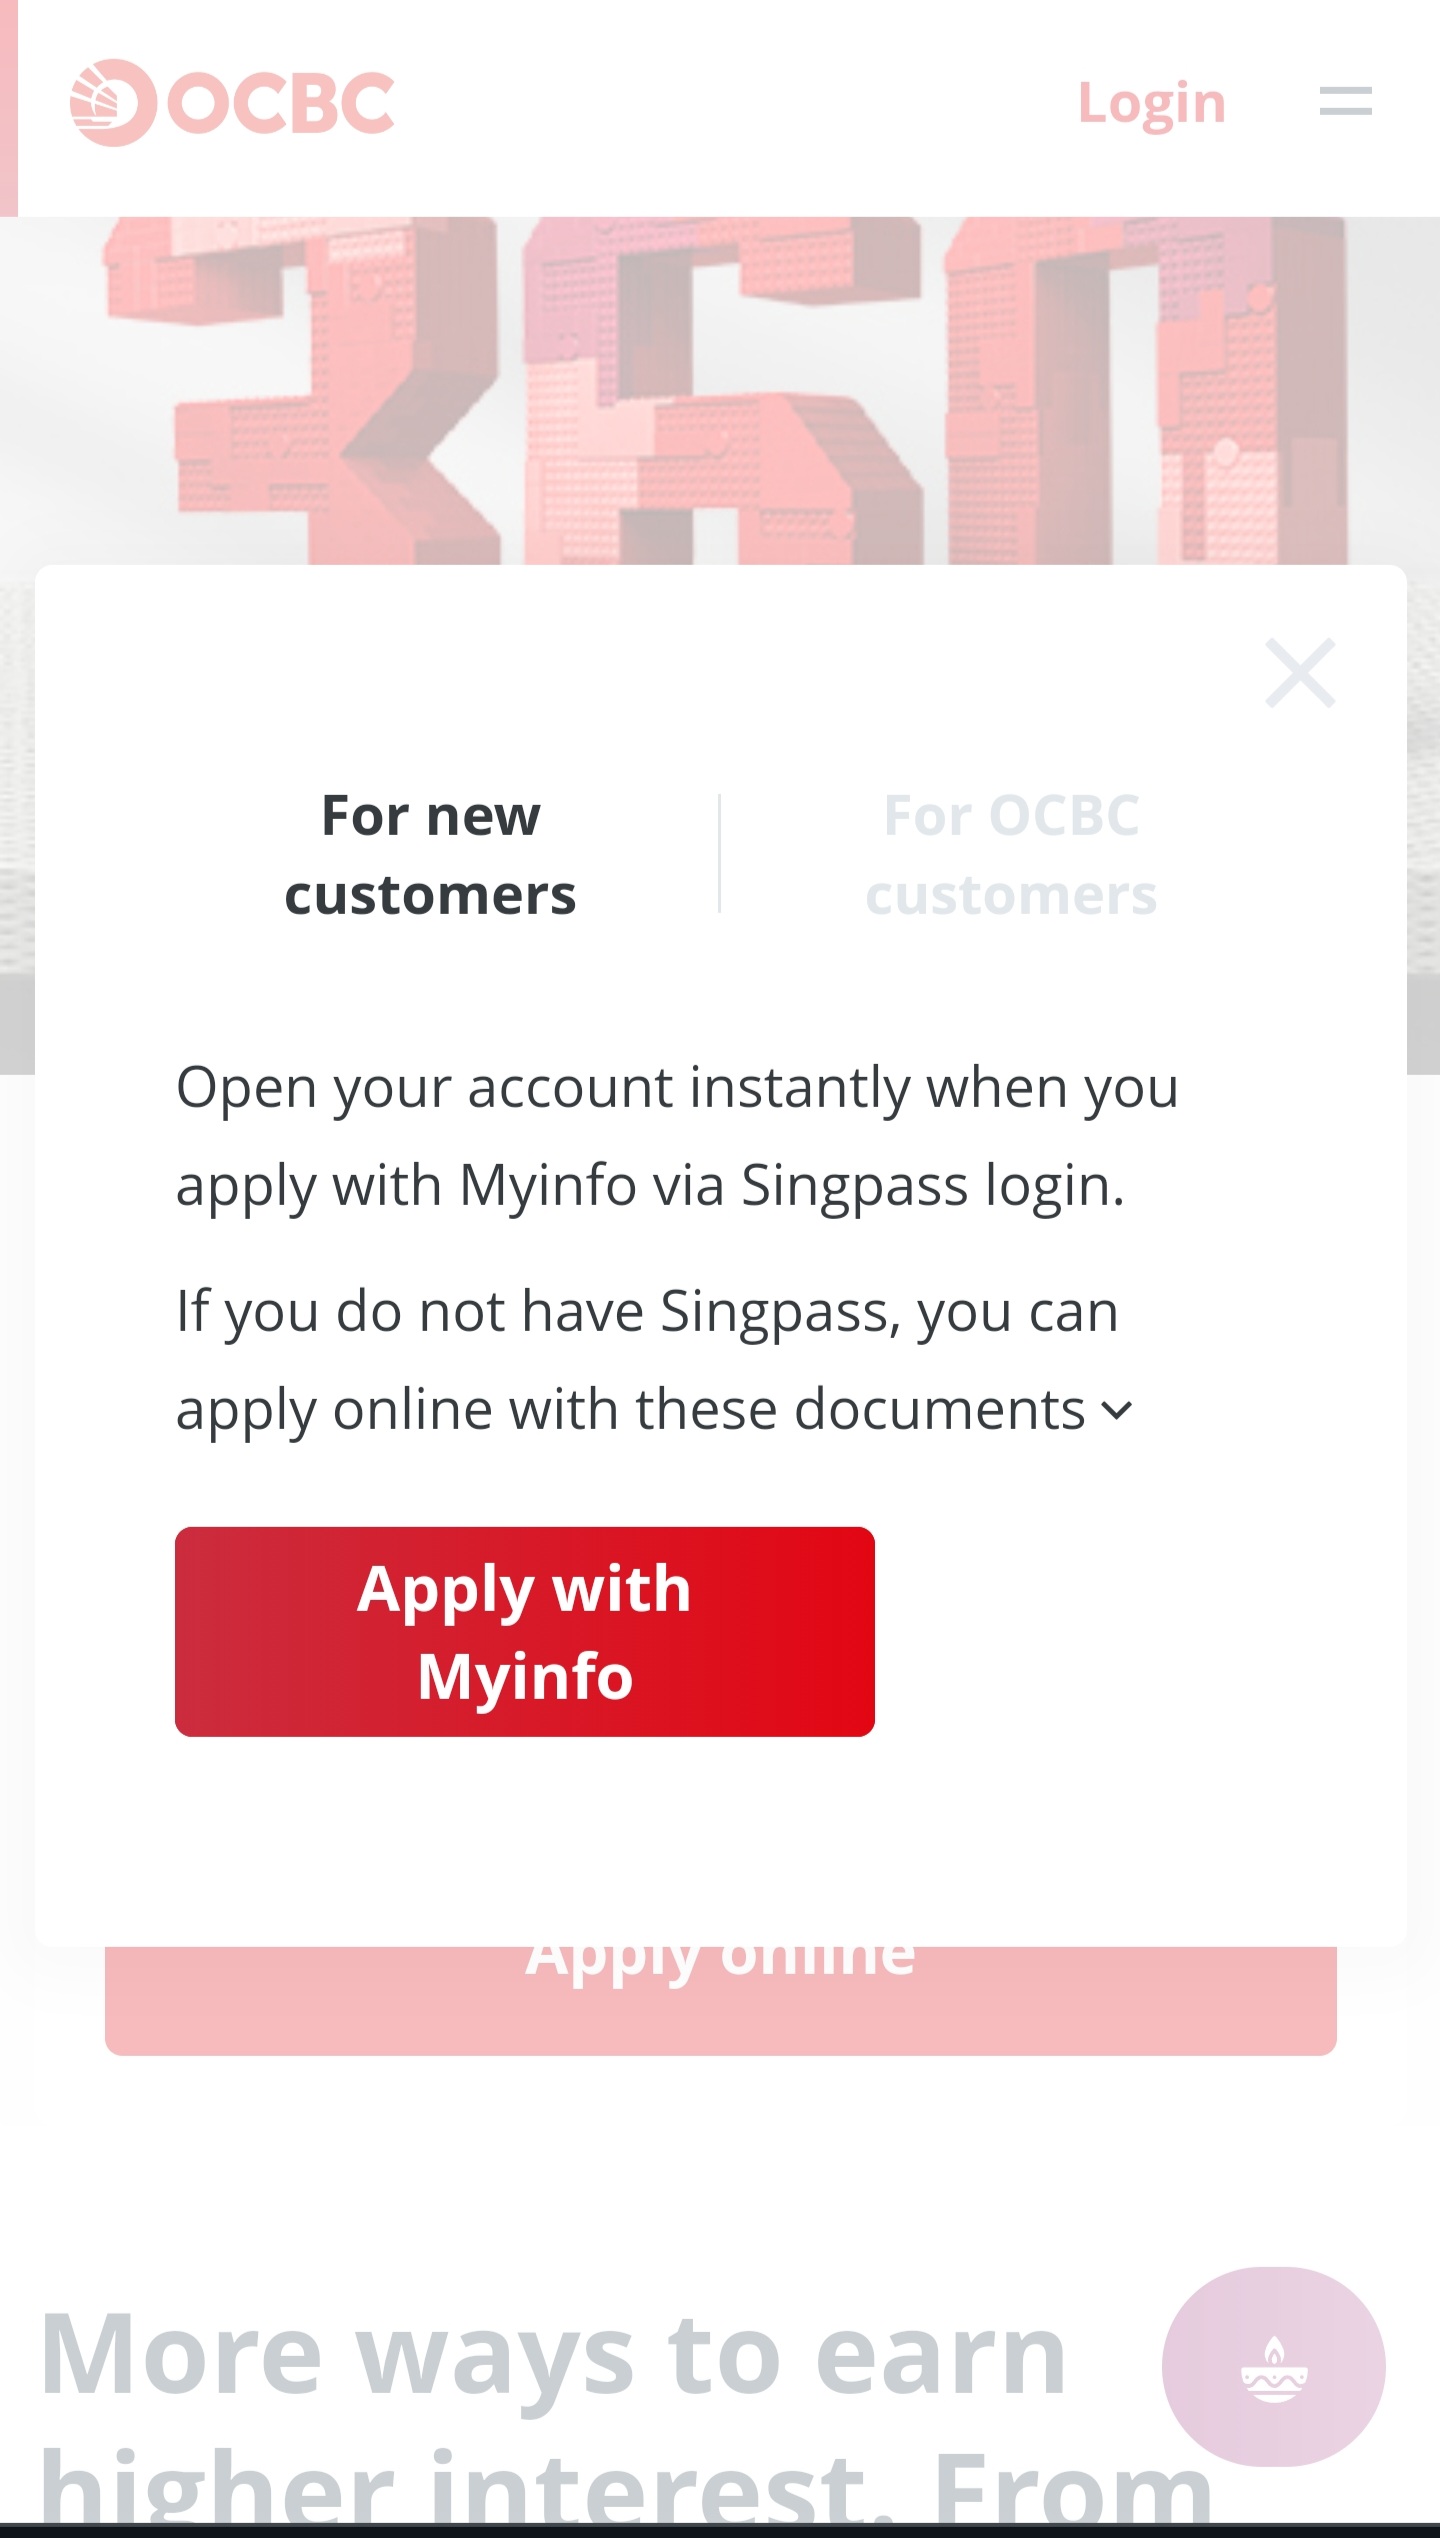 OCBC
Login
360
For new
customers
For OCBC
customers
Open your account instantly when you
apply with Myinfo via Singpass login.
If you do not have Singpass, you can
apply online with these documents
Apply with
Myinfo
Apply online
More ways to earn
higher interest. From